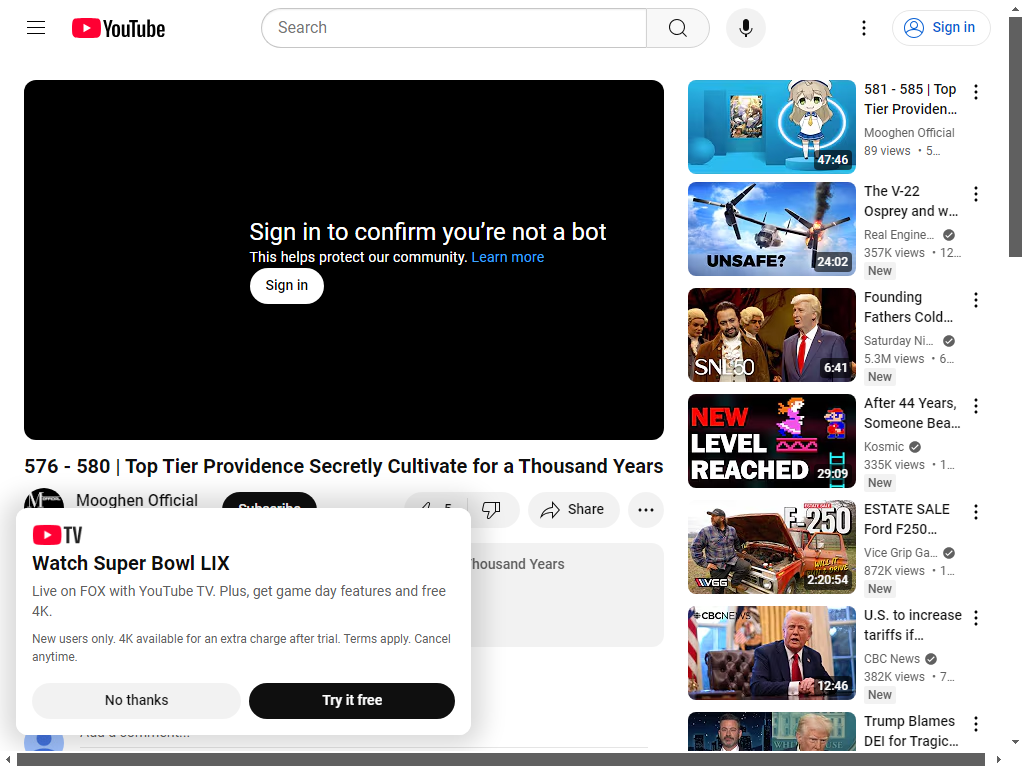 YouTube
Search
Sign in
Sign in to confirm you're not a bot
This helps protect our community. Learn more
Sign in
576 - 580 | Top Tier Providence Secretly Cultivate for a Thousand Years
Mooghen Official
Subscribe
5
Share
housand Years
TV
Watch Super Bowl LIX
Live on FOX with YouTube TV. Plus, get game day features and free
4K.
New users only. 4K available for an extra charge after trial. Terms apply. Cancel
anytime.
No thanks
Try it free
Add a comment...
47:46
581 - 585 | Top
Tier Providen...
Mooghen Official
89 views • 5...
UNSAFE?
24:02
The V-22
Osprey and w...
Real Engine...
357K views • 12...
New
SNL50
6:41
Founding
Fathers Cold...
Saturday Ni...
5.3M views • 6...
New
NEW
LEVEL
REACHED
29:09
After 44 Years,
Someone Bea...
Kosmic
335K views • 1...
New
E-250
VGG
2:20:54
ESTATE SALE
Ford F250...
Vice Grip Ga...
872K views • 1...
New
CBCNEWS
12:46
U.S. to increase
tariffs if...
CBC News
382K views • 7...
New
Trump Blames
DEI for Tragic...